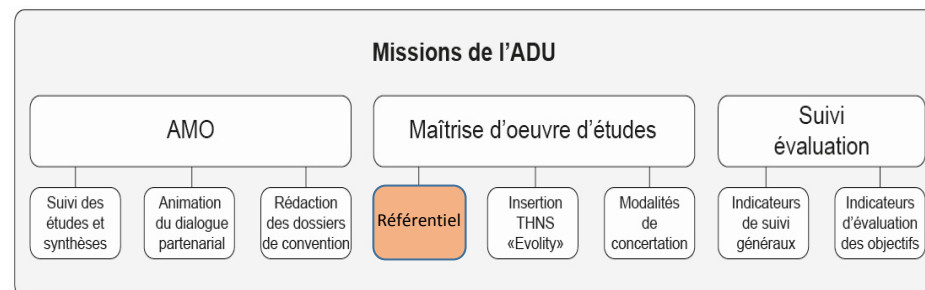 Missions de l'ADU
AMO
Maîtrise d'oeuvre d'études
Suivi
évaluation
Suivi des
études et
synthèses
Animation
du dialogue
partenarial
Rédaction
des dossiers
de convention
Référentiel
Insertion
THNS
«Evolity»
Modalités
de
concertation
Indicateurs
de suivi
généraux
Indicateurs
d'évaluation
des objectifs